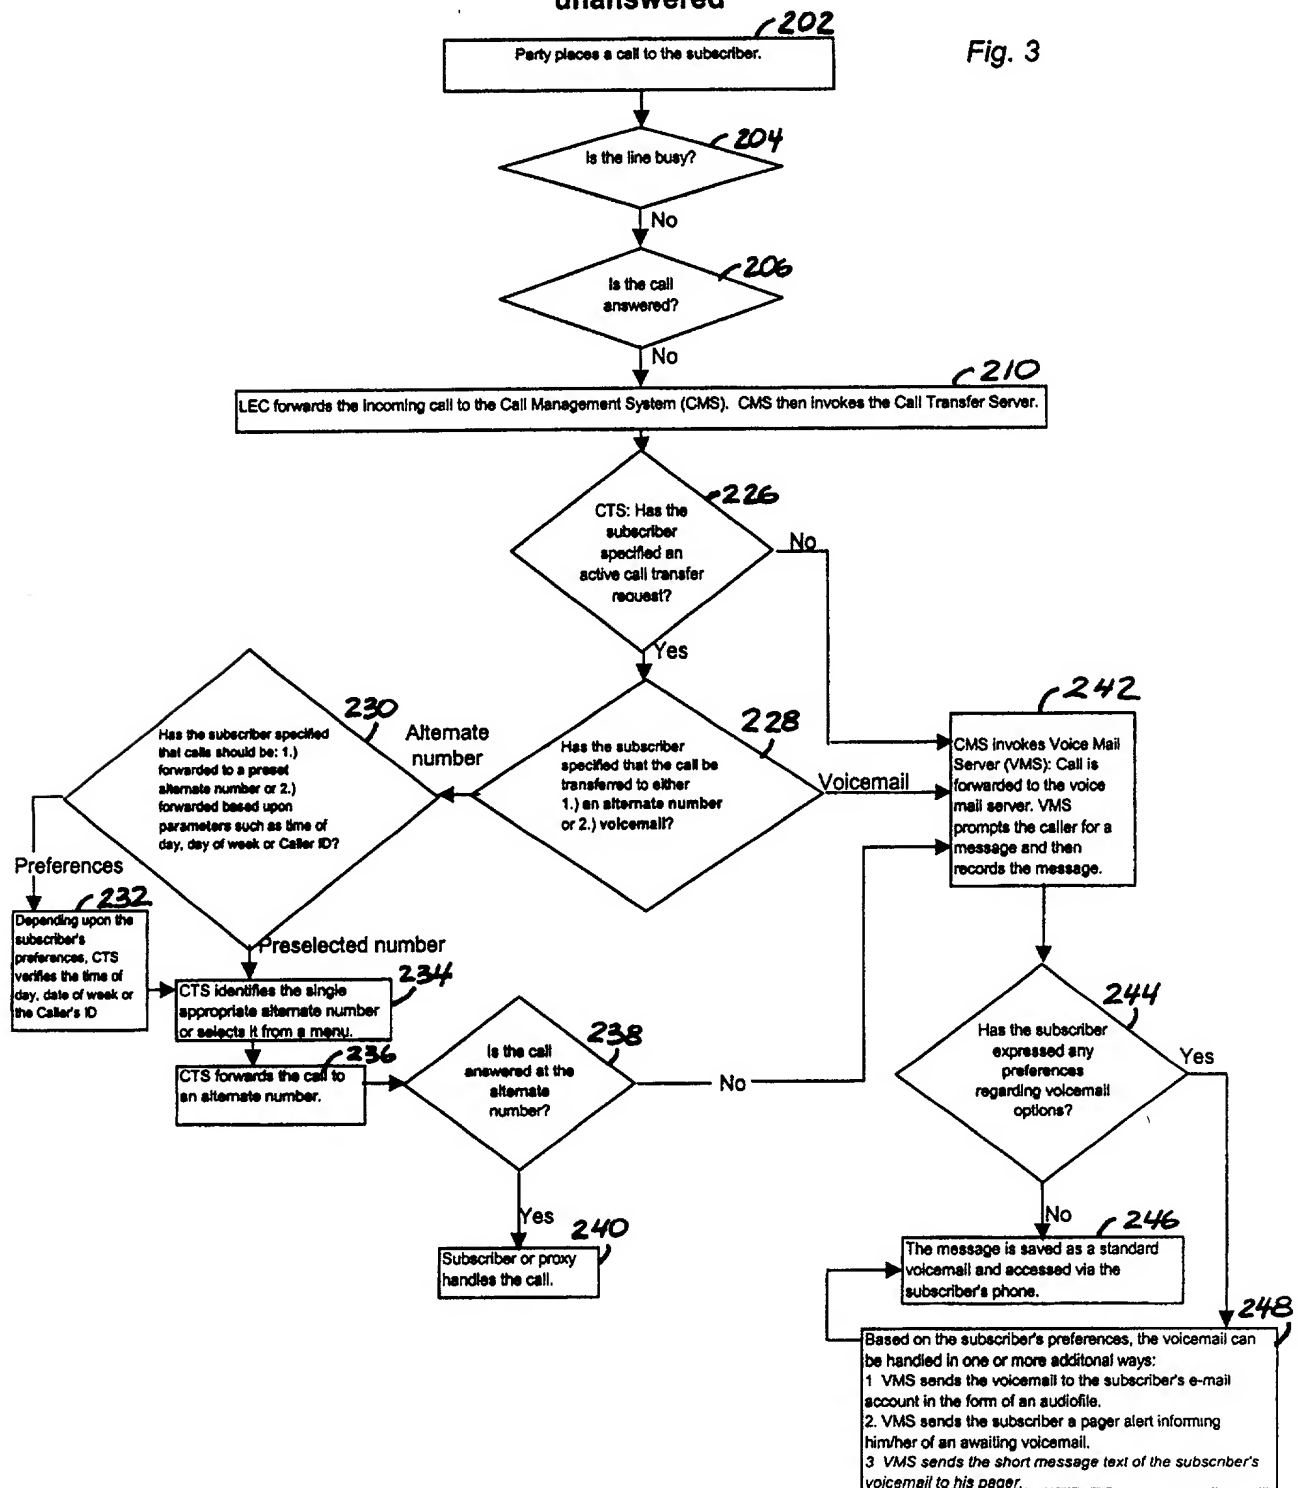 unanswered
202
Party places a call to the subscriber.
Fig. 3
204
Is the line busy?
No
206
Is the call
answered?
No
210
LEC forwards the incoming call to the Call Management System (CMS). CMS then invokes the Call Transfer Server.
226
CTS: Has the
subscriber
specified an
active call transfer
request?
No
Yes
230
Has the subscriber specified
that calls should be: 1.)
forwarded to a preset
alternate number or 2.)
forwarded based upon
parameters such as time of
day, day of week or Caller ID?
Alternate
number
228
Has the subscriber
specified that the call be
transferred to either
1.) an alternate number
or 2.) voicemail?
Voicemail
242
CMS invokes Voice Mail
Server (VMS): Call is
forwarded to the voice
mail server. VMS
prompts the caller for a
message and then
records the message.
Preferences
232
Depending upon the
subscriber's
preferences, CTS
verifies the time of
day, date of week or
the Caller's ID
Preselected number
234
CTS identifies the single
appropriate alternate number
or selects it from a menu.
236
CTS forwards the call to
an alternate number.
238
Is the call
answered at the
alternate
number?
No
Yes
240
Subscriber or proxy
handles the call.
244
Has the subscriber
expressed any
preferences
regarding voicemail
options?
Yes
No
246
The message is saved as a standard
voicemail and accessed via the
subscriber's phone.
248
Based on the subscriber's preferences, the voicemail can
be handled in one or more additonal ways:
1 VMS sends the voicemail to the subscriber's e-mail
account in the form of an audiofile.
2. VMS sends the subscriber a pager alert informing
him/her of an awaiting voicemail.
3 VMS sends the short message text of the subscriber's
voicemail to his pager.